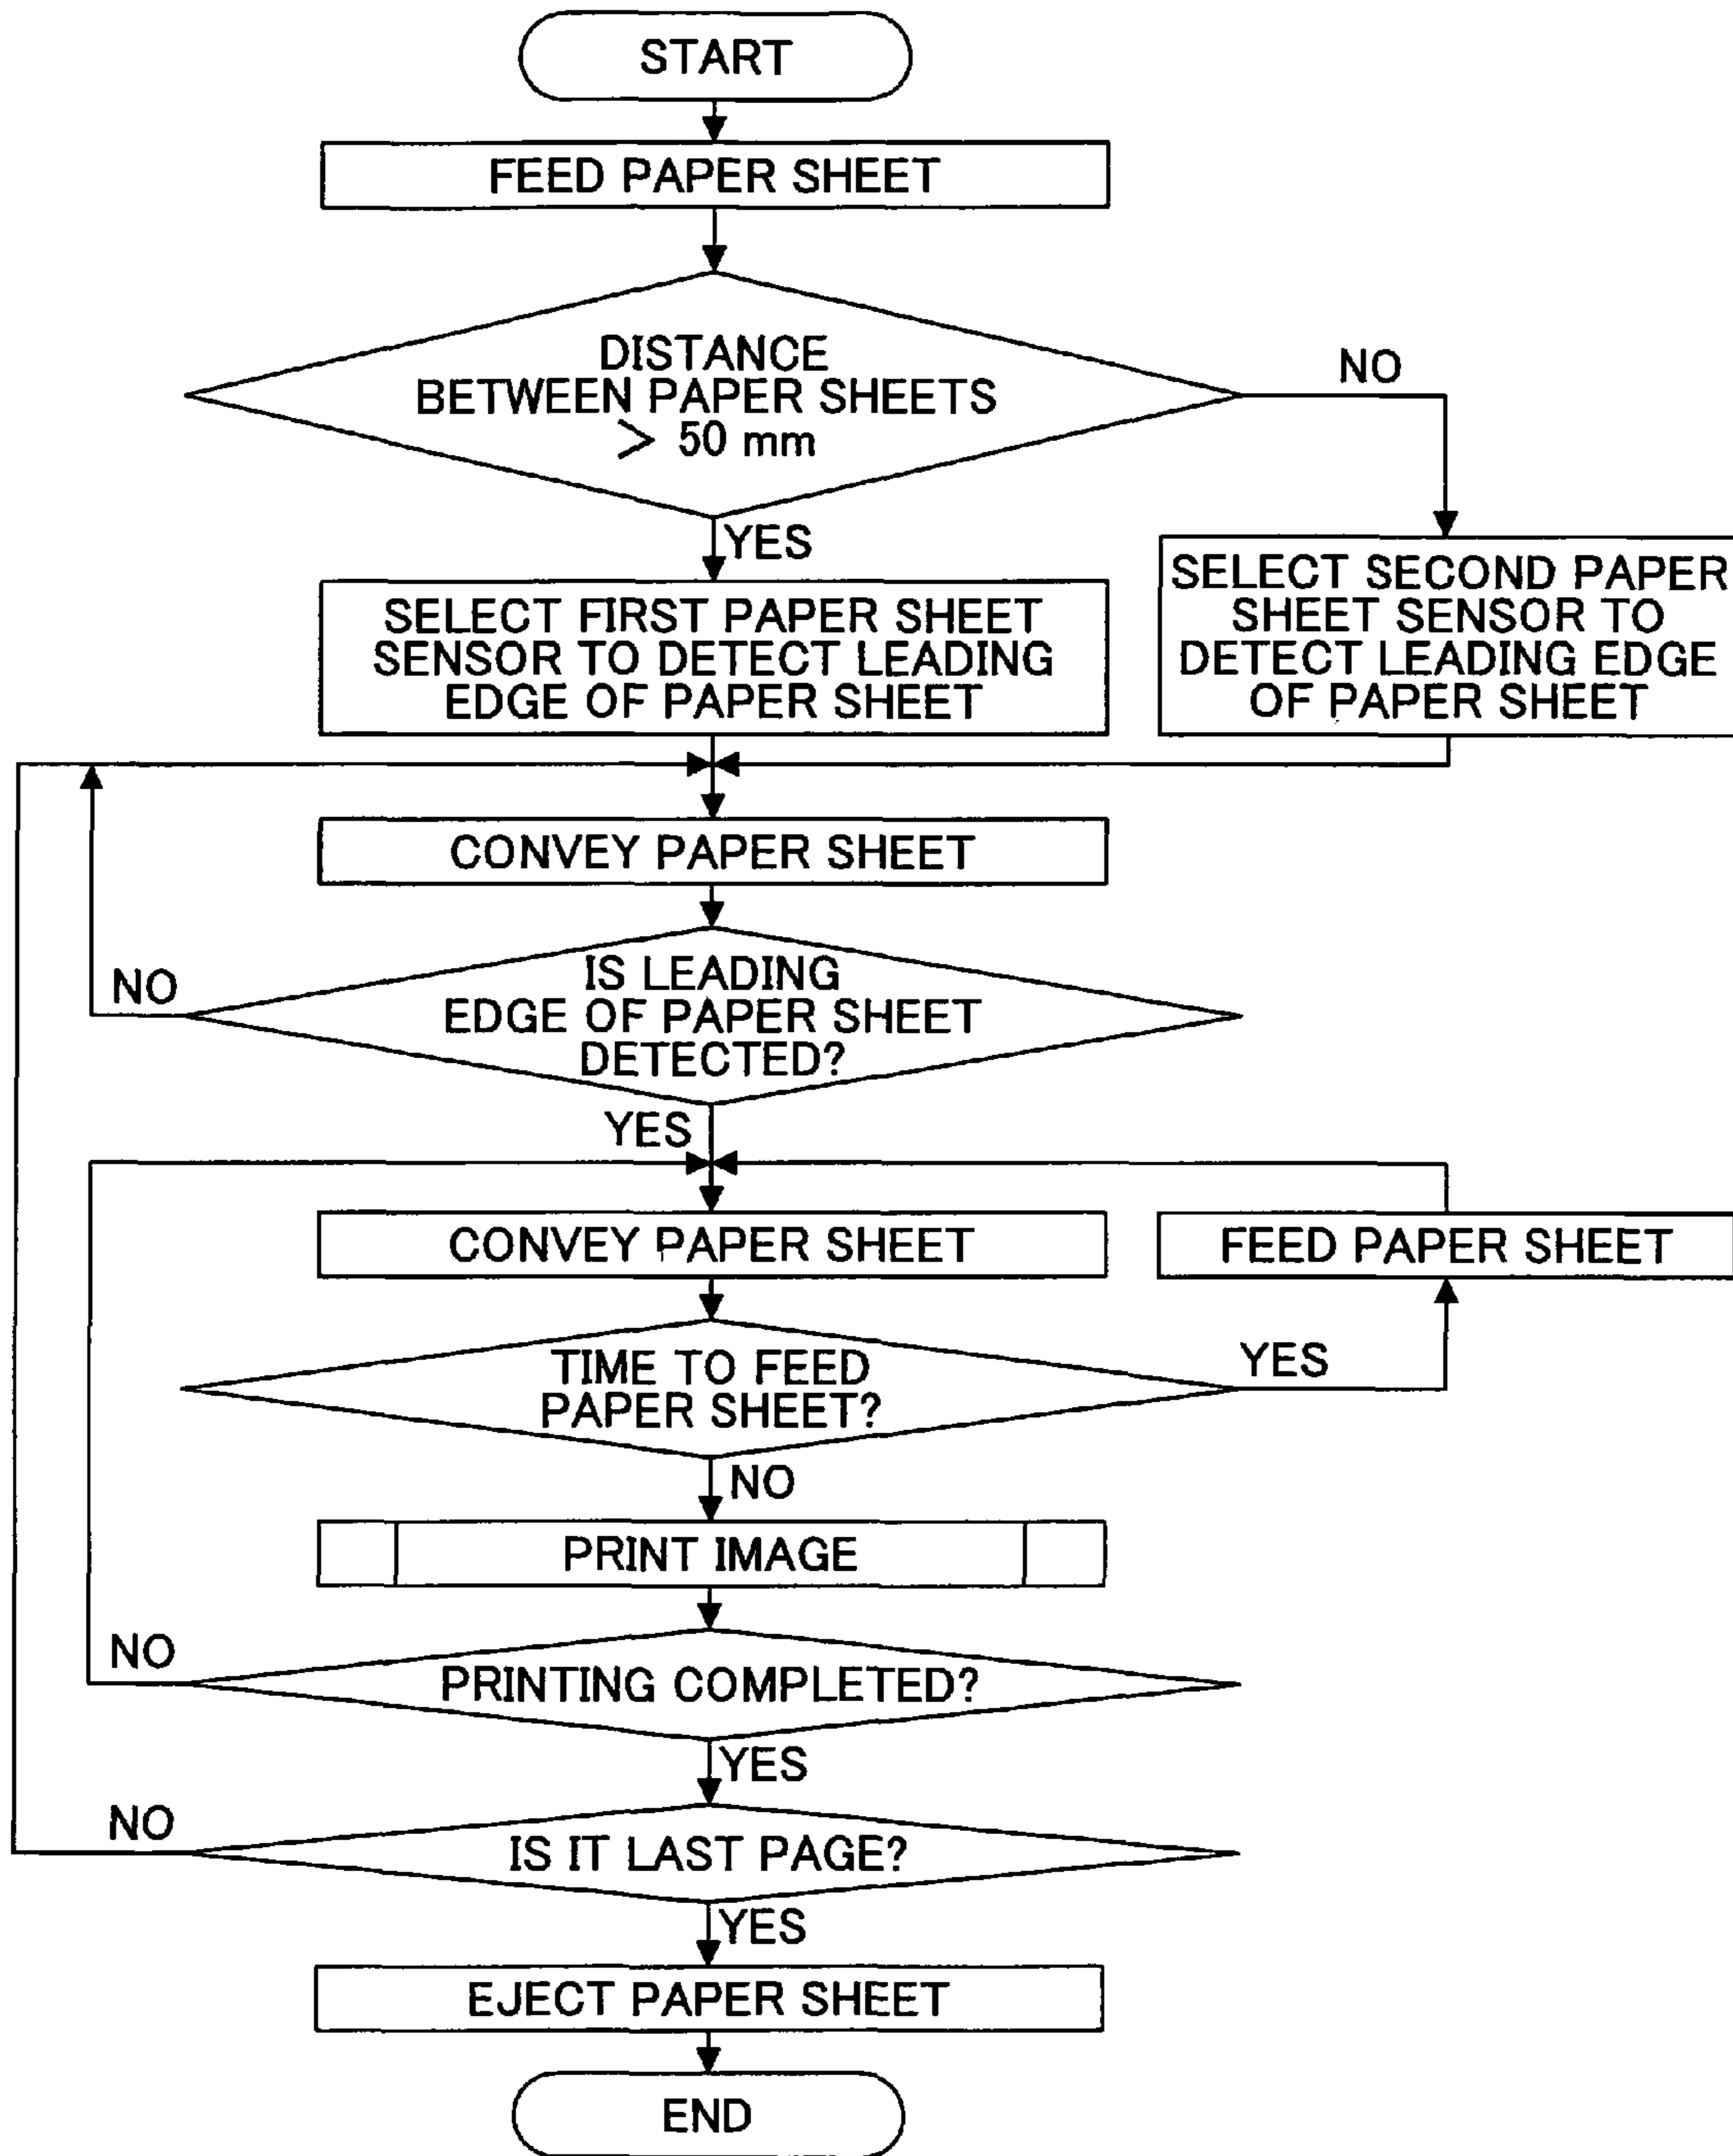 START
FEED PAPER SHEET
DISTANCE
BETWEEN PAPER SHEETS
> 50 mm
NO
YES
SELECT FIRST PAPER SHEET
SENSOR TO DETECT LEADING
EDGE OF PAPER SHEET
SELECT SECOND PAPER
SHEET SENSOR TO
DETECT LEADING EDGE
OF PAPER SHEET
CONVEY PAPER SHEET
IS LEADING
EDGE OF PAPER SHEET
DETECTED?
NO
YES
CONVEY PAPER SHEET
FEED PAPER SHEET
TIME TO FEED
PAPER SHEET?
YES
NO
PRINT IMAGE
PRINTING COMPLETED?
NO
YES
IS IT LAST PAGE?
NO
YES
EJECT PAPER SHEET
END